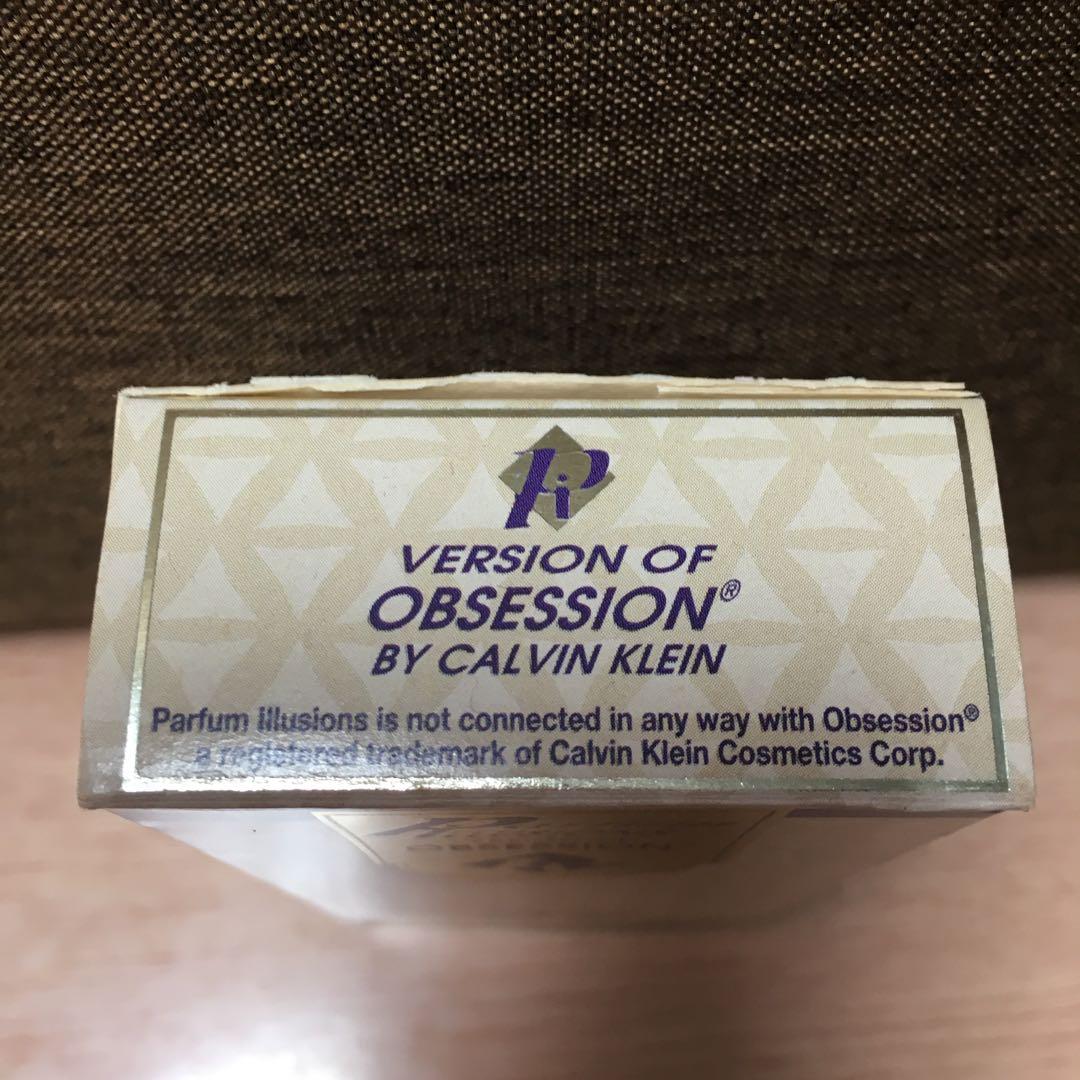 Pi
VERSION OF
OBSESSION®
BY CALVIN KLEIN
Parfum Illusions is not connected in any way with Obsession®
a registered trademark of Calvin Klein Cosmetics Corp.
OBSESSION